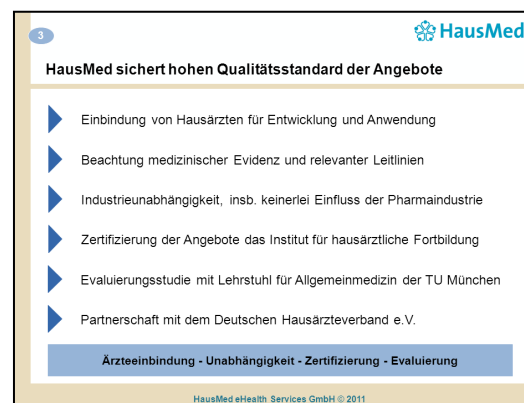 3
HausMed
HausMed sichert hohen Qualitätsstandard der Angebote
Einbindung von Hausärzten für Entwicklung und Anwendung
Beachtung medizinischer Evidenz und relevanter Leitlinien
Industrieunabhängigkeit, insb. keinerlei Einfluss der Pharmaindustrie
Zertifizierung der Angebote das Institut für hausärztliche Fortbildung
Evaluierungsstudie mit Lehrstuhl für Allgemeinmedizin der TU München
Partnerschaft mit dem Deutschen Hausärzteverband e.V.
Ärzteeinbindung - Unabhängigkeit - Zertifizierung - Evaluierung
HausMed eHealth Services GmbH © 2011